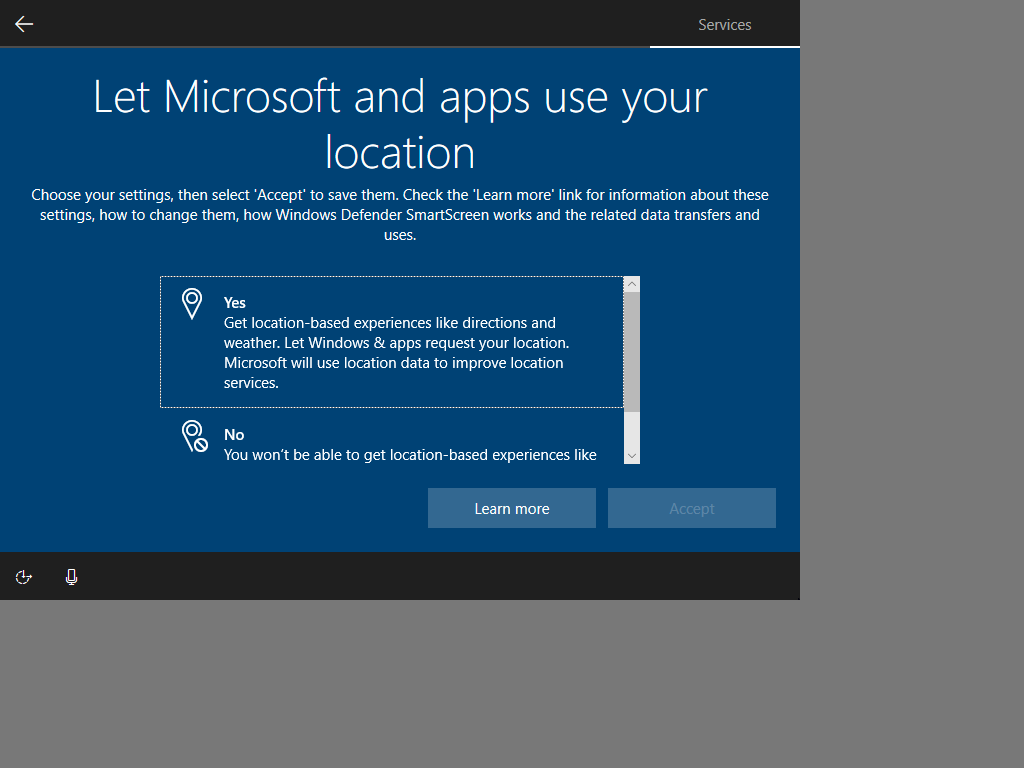 Services
Let Microsoft and apps use your
location
Choose your settings, then select 'Accept' to save them. Check the 'Learn more' link for information about these
settings, how to change them, how Windows Defender SmartScreen works and the related data transfers and
uses.
Yes
Get location-based experiences like directions and
weather. Let Windows & apps request your location.
Microsoft will use location data to improve location
services.
No
You won't be able to get location-based experiences like
Learn more
Accept